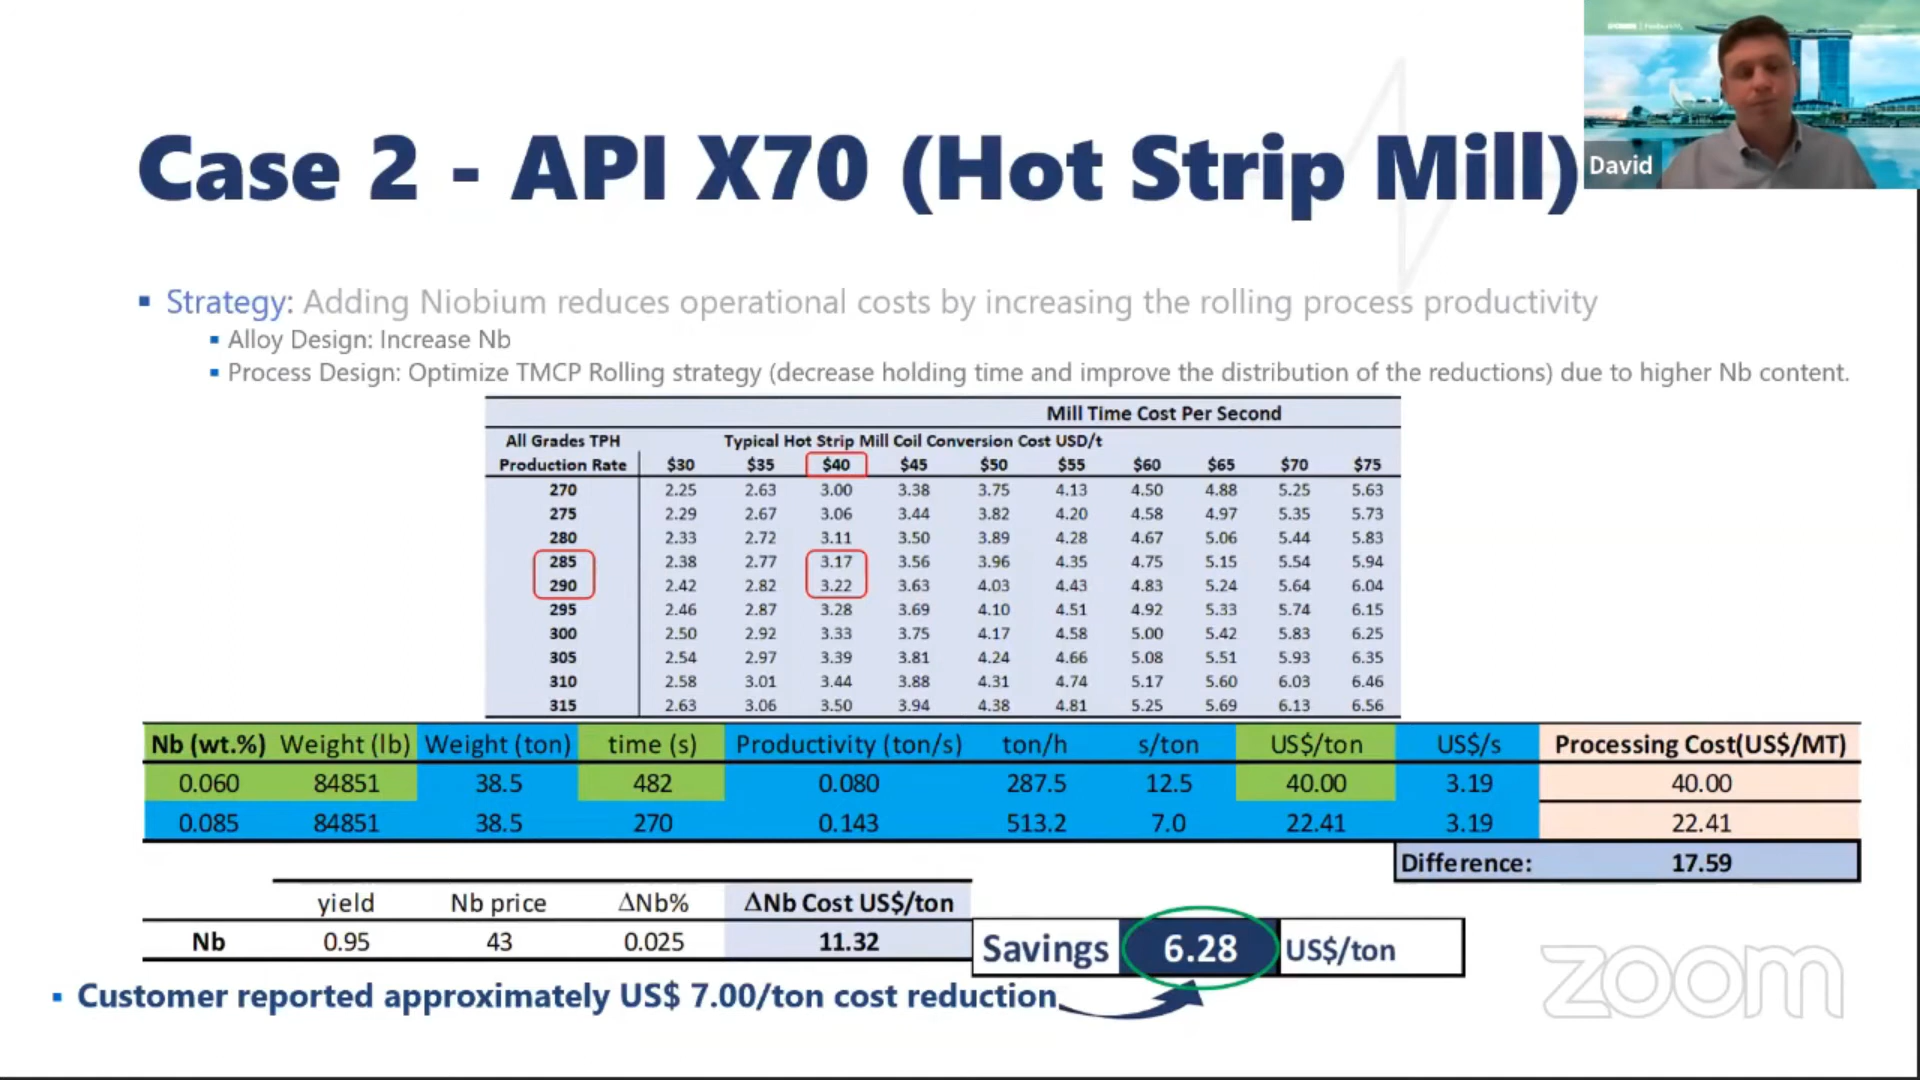 Case 2 - API X70 (Hot Strip Mill)
David
▪ Strategy: Adding Niobium reduces operational costs by increasing the rolling process productivity
▪ Alloy Design: Increase Nb
▪ Process Design: Optimize TMCP Rolling strategy (decrease holding time and improve the distribution of the reductions) due to higher Nb content.
Mill Time Cost Per Second
All Grades TPH Typical Hot Strip Mill Coil Conversion Cost USD/t
Production Rate $30 $35 $40 $45 $50 $55 $60 $65 $70 $75
270 2.25 2.63 3.00 3.38 3.75 4.13 4.50 4.88 5.25 5.63
275 2.29 2.67 3.06 3.44 3.82 4.20 4.58 4.97 5.35 5.73
280 2.33 2.72 3.11 3.50 3.89 4.28 4.67 5.06 5.44 5.83
285 2.38 2.77 3.17 3.56 3.96 4.35 4.75 5.15 5.54 5.94
290 2.42 2.82 3.22 3.63 4.03 4.43 4.83 5.24 5.64 6.04
295 2.46 2.87 3.28 3.69 4.10 4.51 4.92 5.33 5.74 6.15
300 2.50 2.92 3.33 3.75 4.17 4.58 5.00 5.42 5.83 6.25
305 2.54 2.97 3.39 3.81 4.24 4.66 5.08 5.51 5.93 6.35
310 2.58 3.01 3.44 3.88 4.31 4.74 5.17 5.60 6.03 6.46
315 2.63 3.06 3.50 3.94 4.38 4.81 5.25 5.69 6.13 6.56
Nb (wt.%) Weight (lb) Weight (ton) time (s) Productivity (ton/s) ton/h s/ton US$/ton US$/s Processing Cost(US$/MT)
0.060 84851 38.5 482 0.080 287.5 12.5 40.00 3.19 40.00
0.085 84851 38.5 270 0.143 513.2 7.0 22.41 3.19 22.41
Difference: 17.59
yield Nb price ΔNb% ΔNb Cost US$/ton
Nb 0.95 43 0.025 11.32
Savings 6.28 US$/ton
▪ Customer reported approximately US$ 7.00/ton cost reduction
zoom